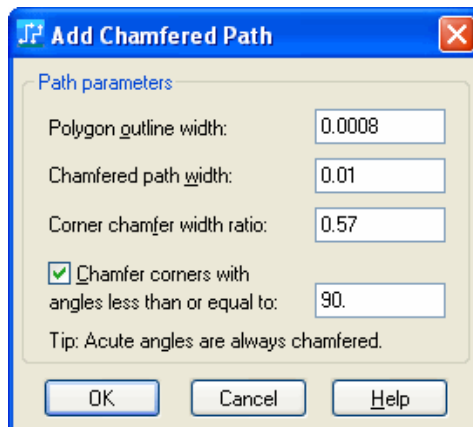 Add Chamfered Path
Path parameters
Polygon outline width: 0.0008
Chamfered path width: 0.01
Corner chamfer width ratio: 0.57
Chamfer corners with
angles less than or equal to: 90.
Tip: Acute angles are always chamfered.
OK Cancel Help